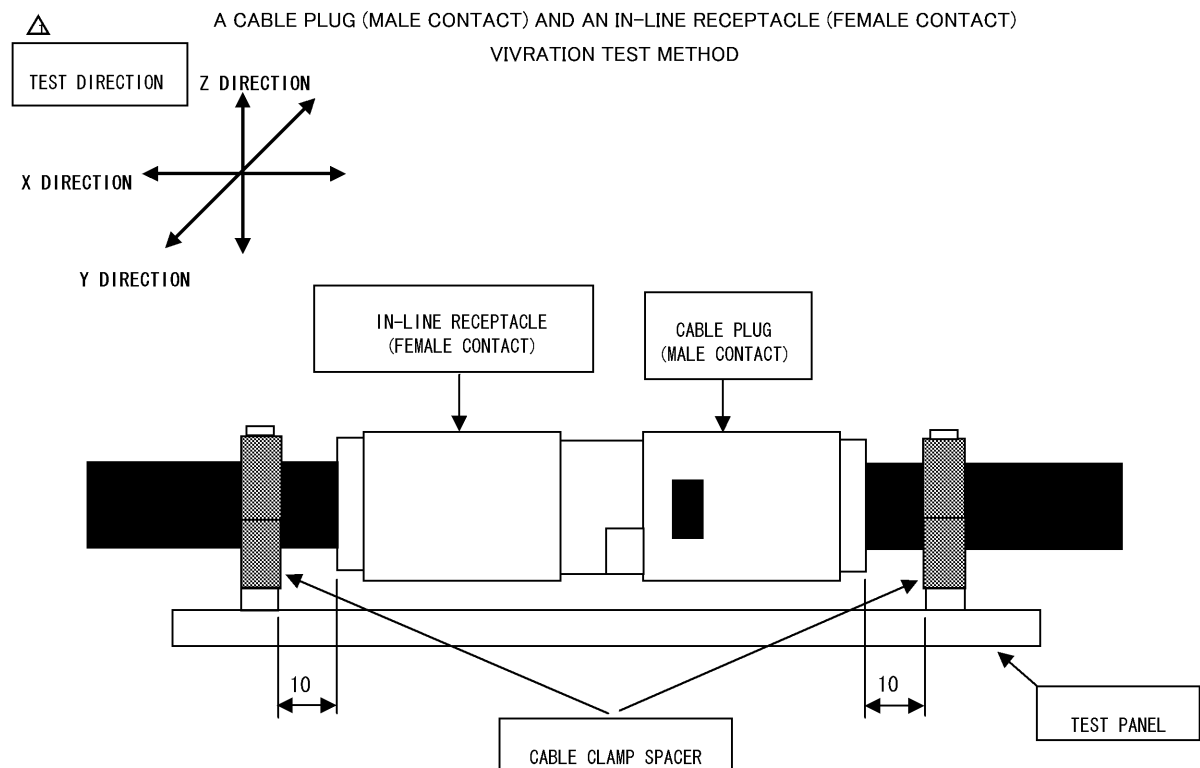 A CABLE PLUG (MALE CONTACT) AND AN IN-LINE RECEPTACLE (FEMALE CONTACT)
VIVRATION TEST METHOD
1
TEST DIRECTION
Z DIRECTION
X DIRECTION
Y DIRECTION
IN-LINE RECEPTACLE
(FEMALE CONTACT)
CABLE PLUG
(MALE CONTACT)
10
10
TEST PANEL
CABLE CLAMP SPACER